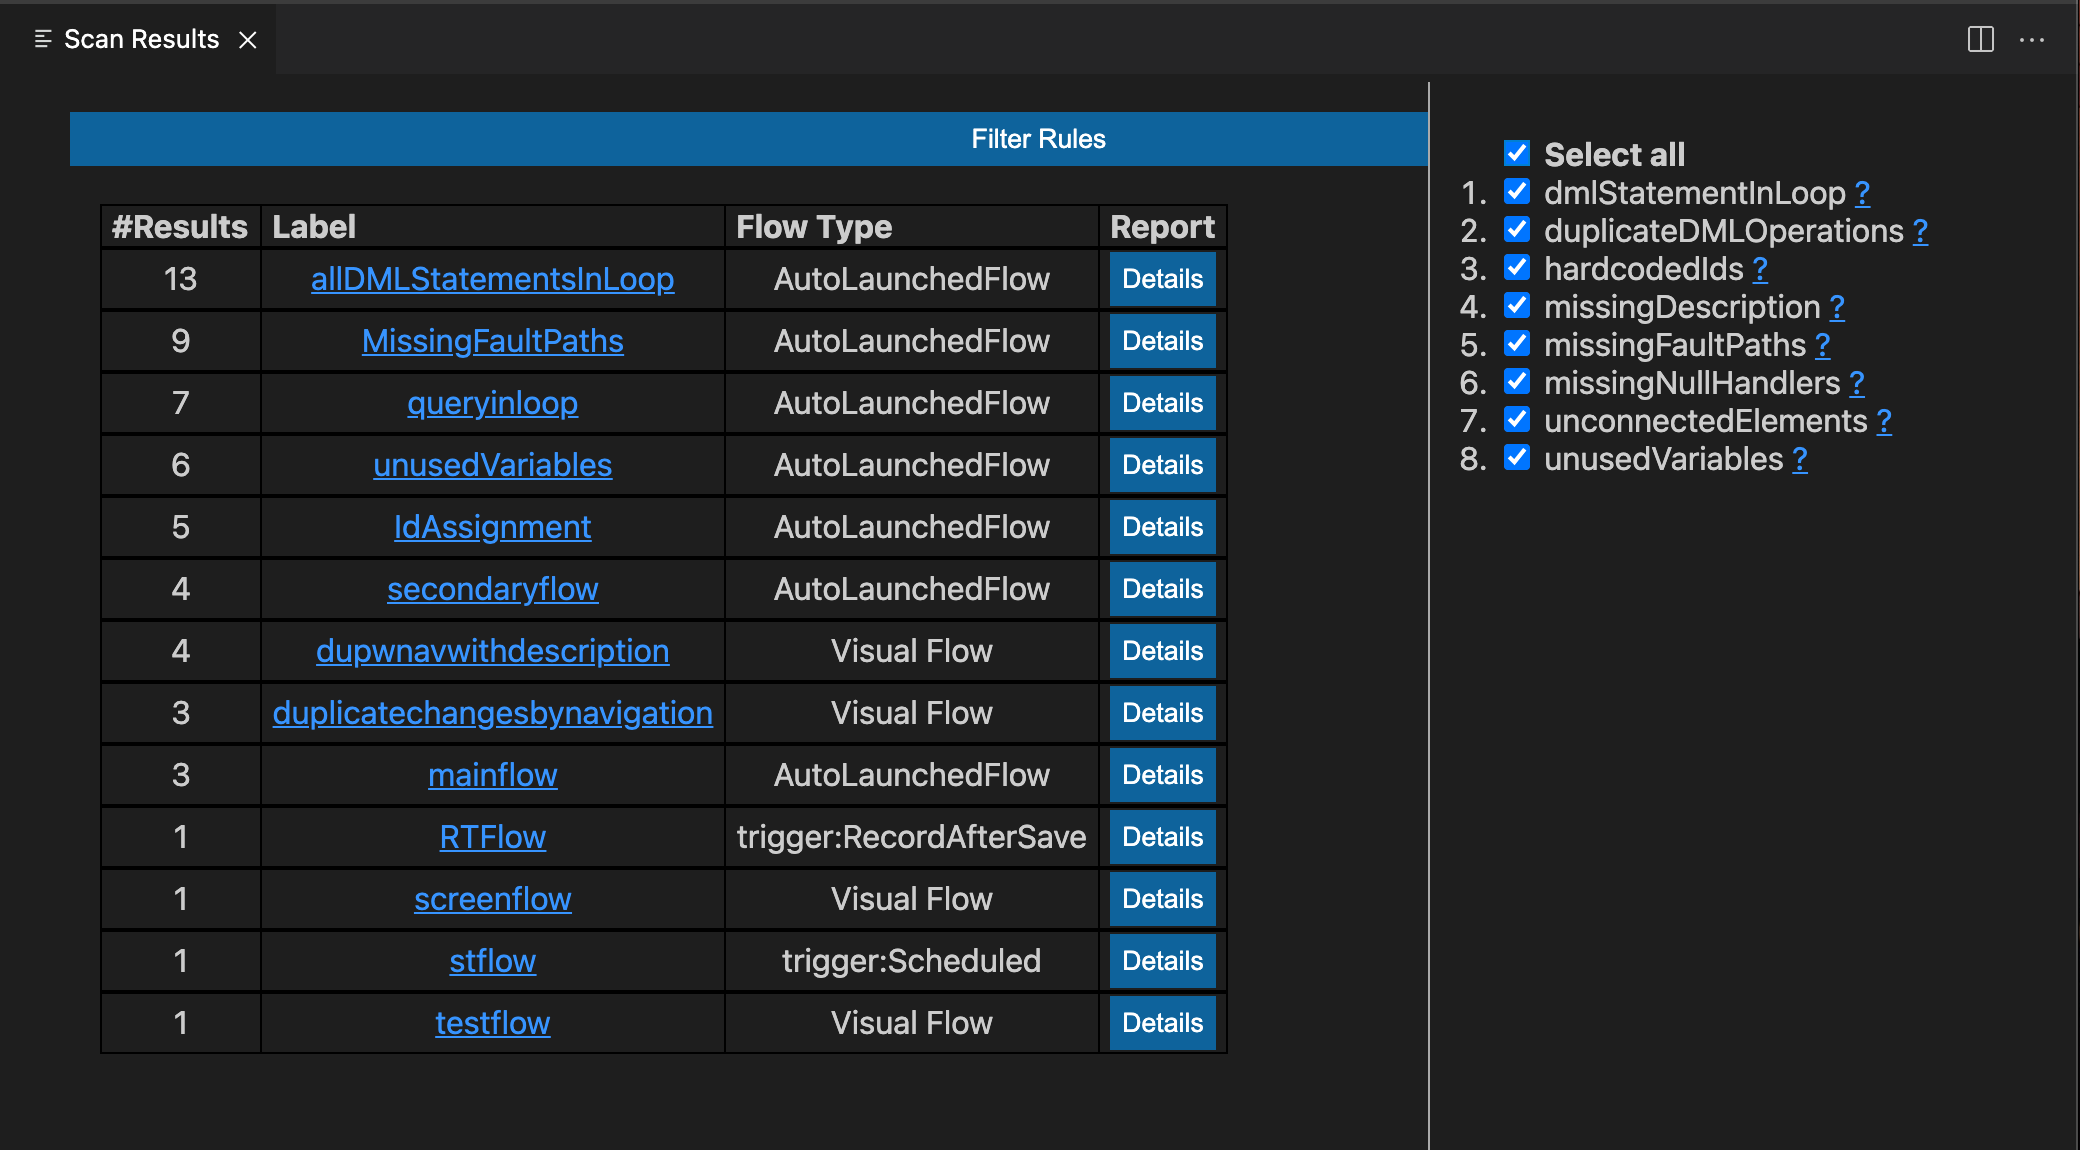 Scan Results
Filter Rules
#Results Label Flow Type Report
13 allDMLStatementsInLoop AutoLaunchedFlow Details
9 MissingFaultPaths AutoLaunchedFlow Details
7 queryinloop AutoLaunchedFlow Details
6 unusedVariables AutoLaunchedFlow Details
5 IdAssignment AutoLaunchedFlow Details
4 secondaryflow AutoLaunchedFlow Details
4 dupwnavwithdescription Visual Flow Details
3 duplicatechangesbynavigation Visual Flow Details
3 mainflow AutoLaunchedFlow Details
1 RTFlow trigger:RecordAfterSave Details
1 screenflow Visual Flow Details
1 stflow trigger:Scheduled Details
1 testflow Visual Flow Details
Select all
1. dmlStatementInLoop ?
2. duplicateDMLOperations ?
3. hardcodedIds ?
4. missingDescription ?
5. missingFaultPaths ?
6. missingNullHandlers ?
7. unconnectedElements ?
8. unusedVariables ?